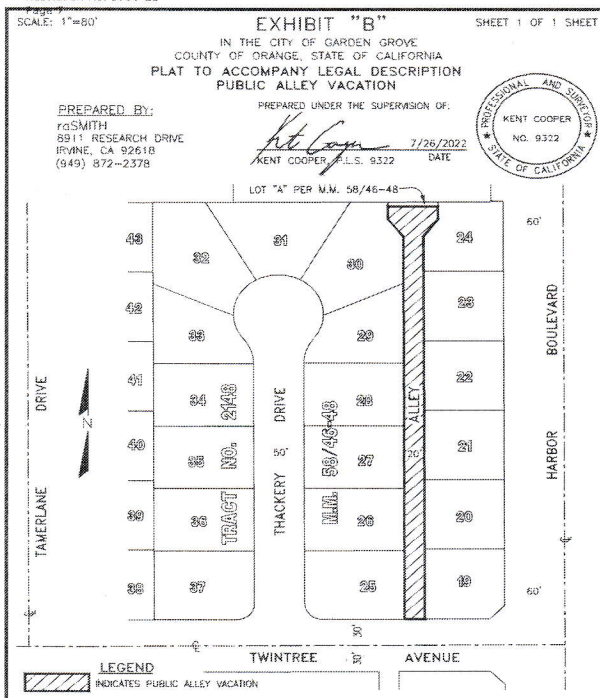 Page 7
SCALE: 1"=80'
EXHIBIT "B"
SHEET 1 OF 1 SHEET
IN THE CITY OF GARDEN GROVE
COUNTY OF ORANGE, STATE OF CALIFORNIA
PLAT TO ACCOMPANY LEGAL DESCRIPTION
PUBLIC ALLEY VACATION
PREPARED BY:
raSMITH
8911 RESEARCH DRIVE
IRVINE, CA 92618
(949) 872-2378
PREPARED UNDER THE SUPERVISION OF:
7/26/2022
KENT COOPER, P.L.S. 9322
DATE
PROFESSIONAL AND SURVEYOR
KENT COOPER
NO. 9322
STATE OF CALIFORNIA
LOT "A" PER M.M. 58/46-48
43
32
31
30
24
60'
42
33
29
23
BOULEVARD
41
34
2148
DRIVE
28
ALLEY
22
DRIVE
N
40
35
NO.
50'
58/46-48
27
20'
21
HARBOR
TAMERLANE
39
36
TRACT
THACKERY
M.M.
26
20
38
37
25
19
60'
30'
TWINTREE
30'
AVENUE
LEGEND
INDICATES PUBLIC ALLEY VACATION